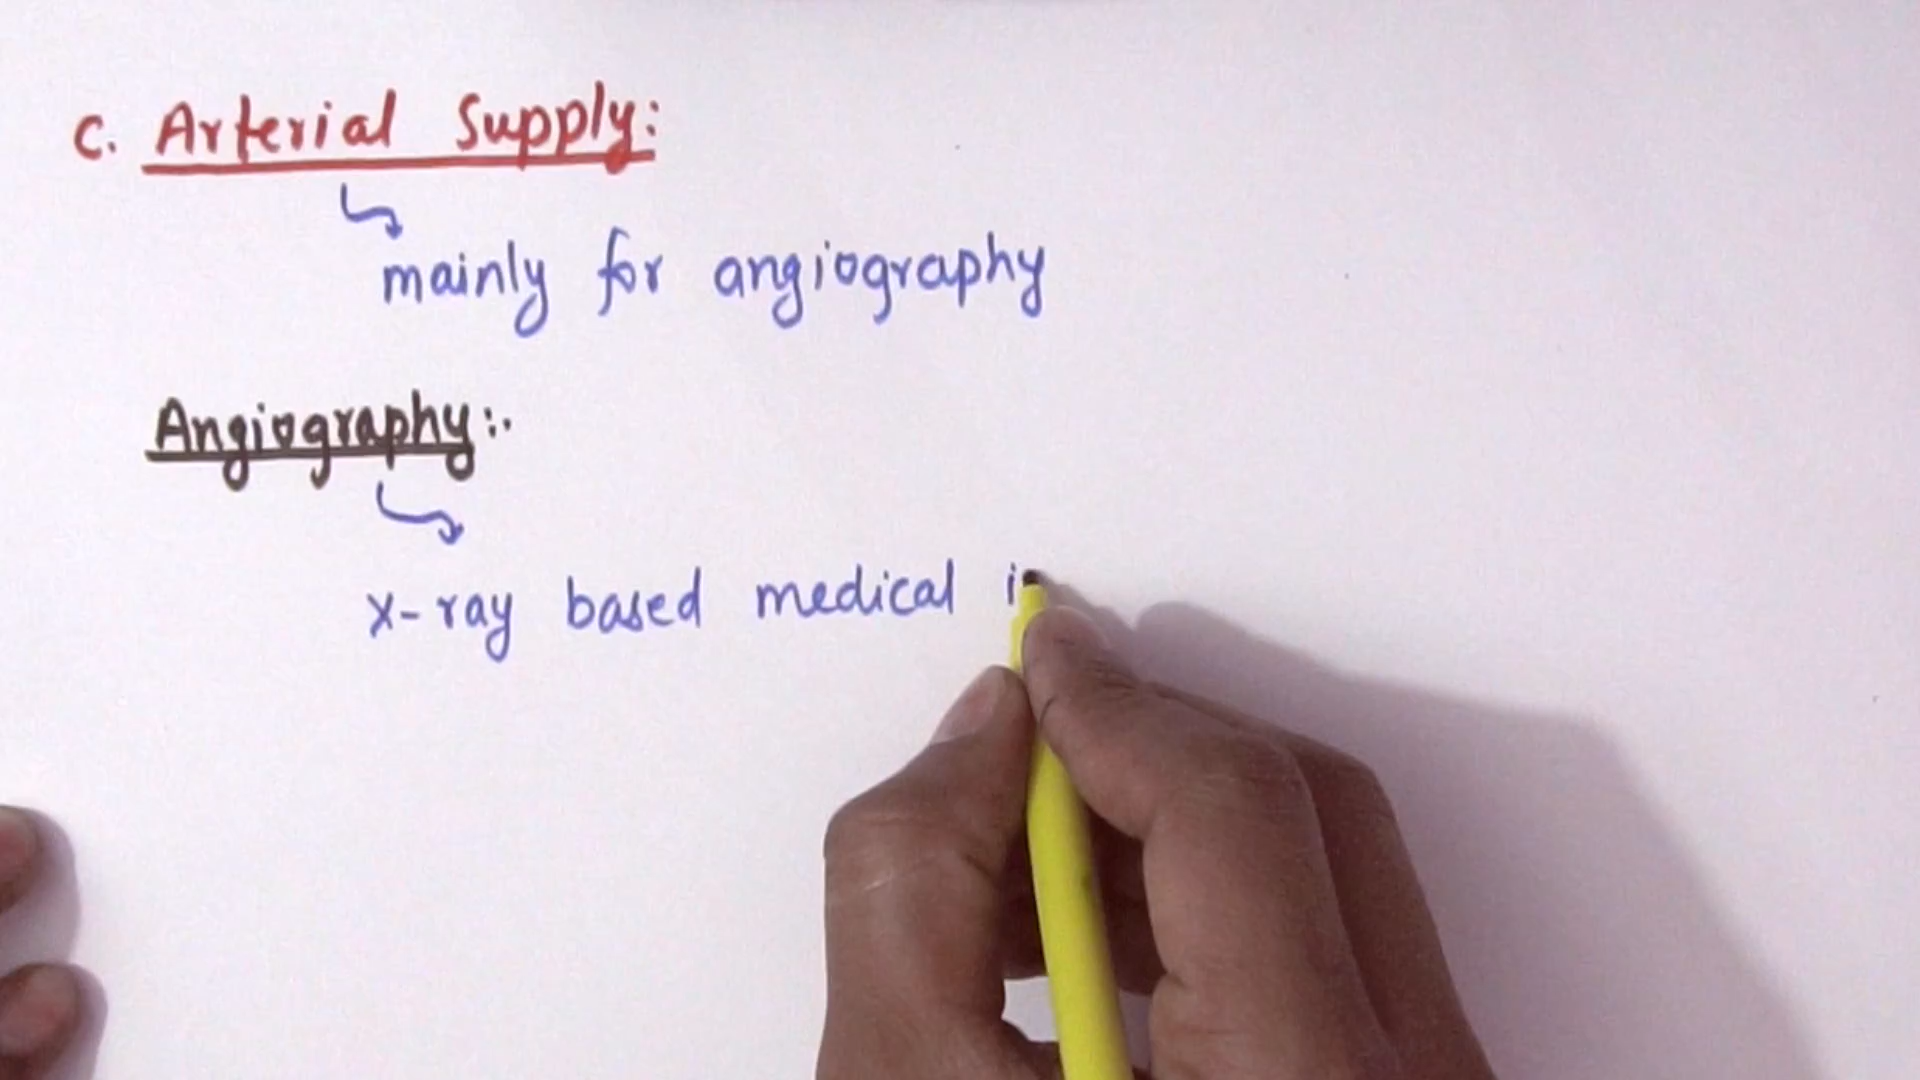 C. Arterial Supply:
mainly for angiography
Angiography:-
x-ray based medical i